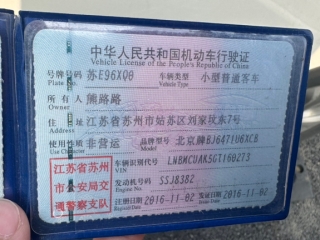 中华人民共和国机动车行驶证
Vehicle License of the People's Republic of China
号牌号码 苏E96X00 车辆类型 小型普通客车
Plate No. Vehicle Type
所有人 熊路路
Owner
住址 江苏省苏州市姑苏区刘家坟东7号
Address
使用性质 非营运 品牌型号 北京牌BJ6471U6XCB
Use Character Model
江苏省苏州 车辆识别代号 LNBMCUAK5GT160273
VIN
市公安局交 发动机号码 SSJ8382
Engine No.
通警察支队 注册日期 2016-11-02 发证日期 2016-11-02
Register Date Issue Date